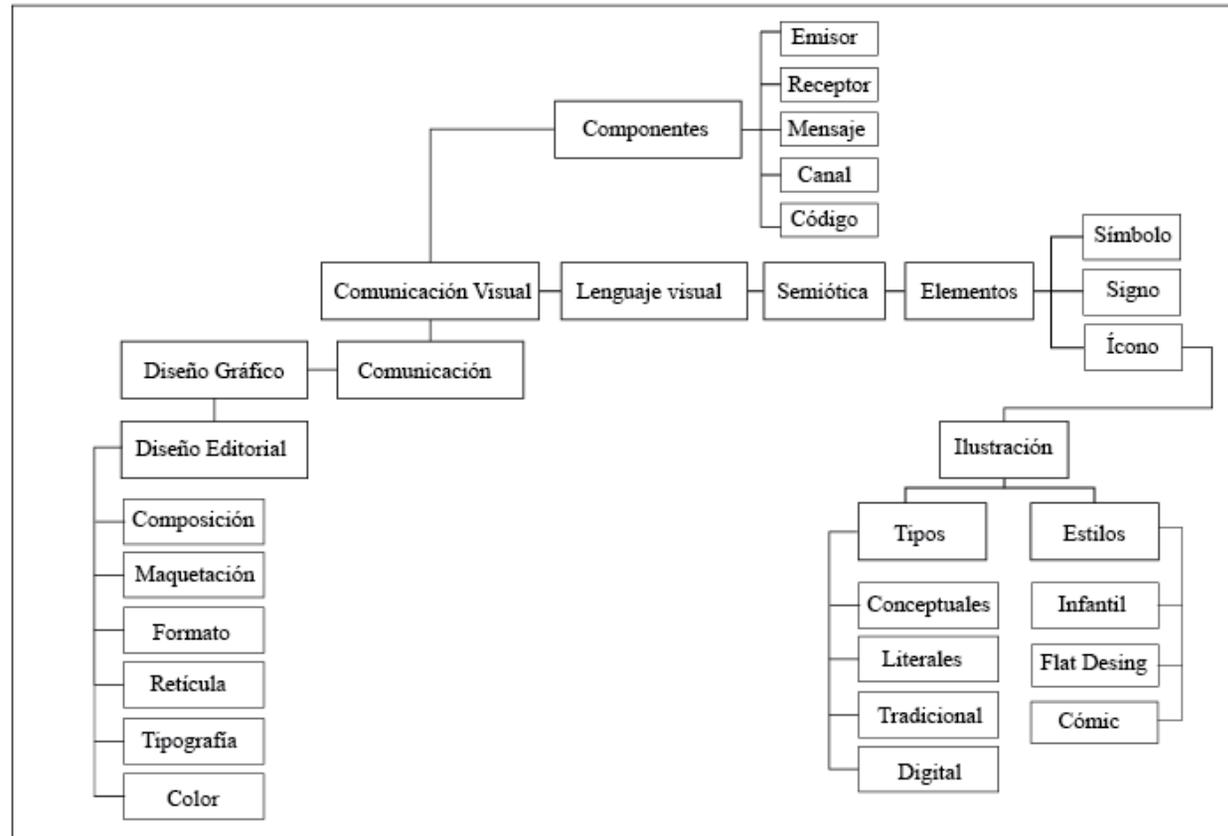 Emisor
Receptor
Componentes
Mensaje
Canal
Código
Símbolo
Comunicación Visual
Lenguaje visual
Semiótica
Elementos
Signo
Ícono
Diseño Gráfico
Comunicación
Diseño Editorial
Ilustración
Composición
Maquetación
Formato
Retícula
Tipografía
Color
Tipos
Conceptuales
Literales
Tradicional
Digital
Estilos
Infantil
Flat Desing
Cómic